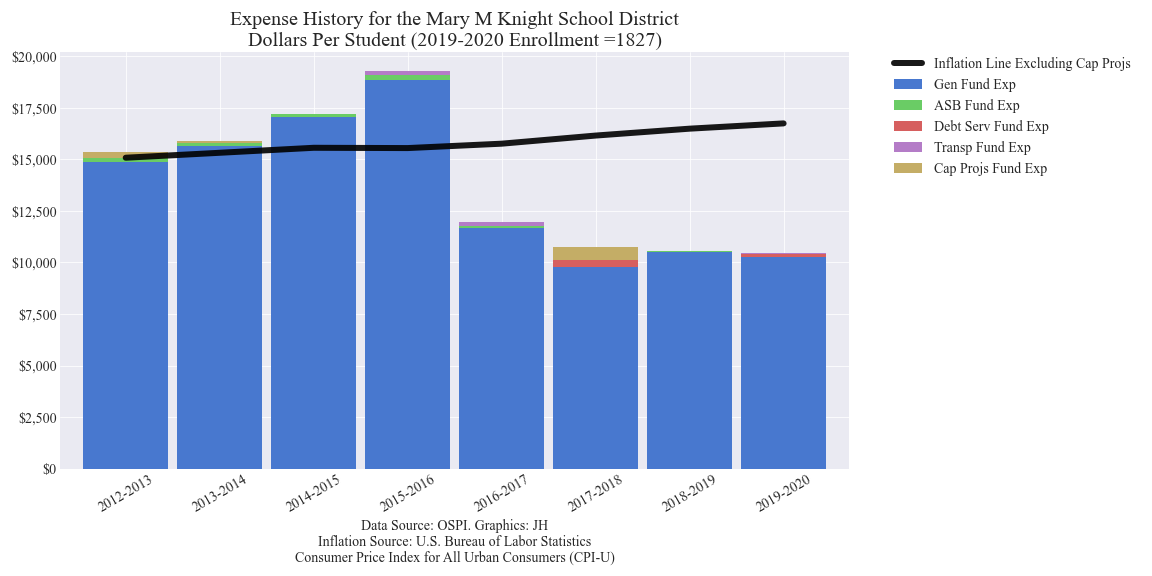 Expense History for the Mary M Knight School District
Dollars Per Student (2019-2020 Enrollment =1827)
$20,000
$17,500
$15,000
$12,500
$10,000
$7,500
$5,000
$2,500
$0
2012-2013
2013-2014
2014-2015
2015-2016
2016-2017
2017-2018
2018-2019
2019-2020
Inflation Line Excluding Cap Projs
Gen Fund Exp
ASB Fund Exp
Debt Serv Fund Exp
Transp Fund Exp
Cap Projs Fund Exp
Data Source: OSPI. Graphics: JH
Inflation Source: U.S. Bureau of Labor Statistics
Consumer Price Index for All Urban Consumers (CPI-U)